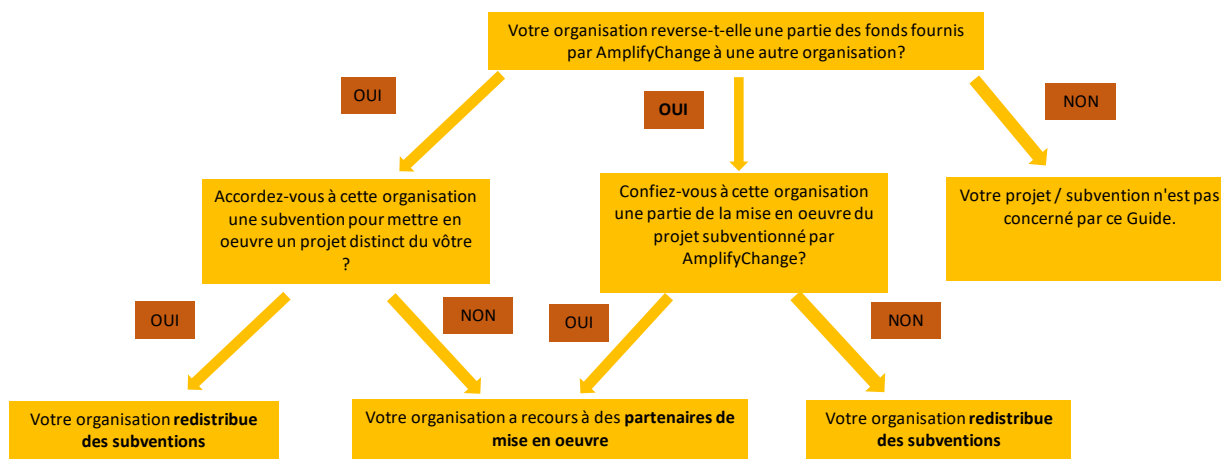 Votre organisation reverse-t-elle une partie des fonds fournis
par AmplifyChange à une autre organisation?
OUI
OUI
NON
Accordez-vous à cette organisation
une subvention pour mettre en
oeuvre un projet distinct du vôtre
?
Confiez-vous à cette organisation
une partie de la mise en oeuvre du
projet subventionné par
AmplifyChange?
Votre projet / subvention n'est pas
concerné par ce Guide.
OUI
NON
OUI
NON
Votre organisation redistribue
des subventions
Votre organisation a recours à des partenaires de
mise en oeuvre
Votre organisation redistribue
des subventions